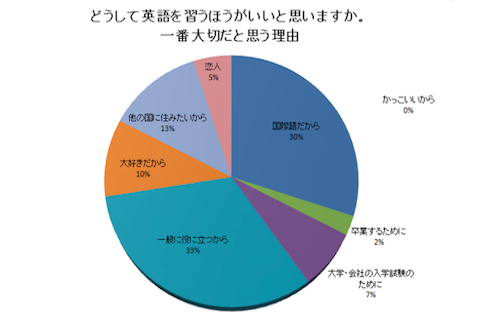 どうして英語を習うほうがいいと思いますか。
一番大切だと思う理由
恋人
5%
かっこいいから
0%
他の国に住みたいから
13%
国際語だから
30%
大好きだから
10%
卒業するために
2%
一般に役に立つから
33%
大学・会社の入学試験の
ために
7%